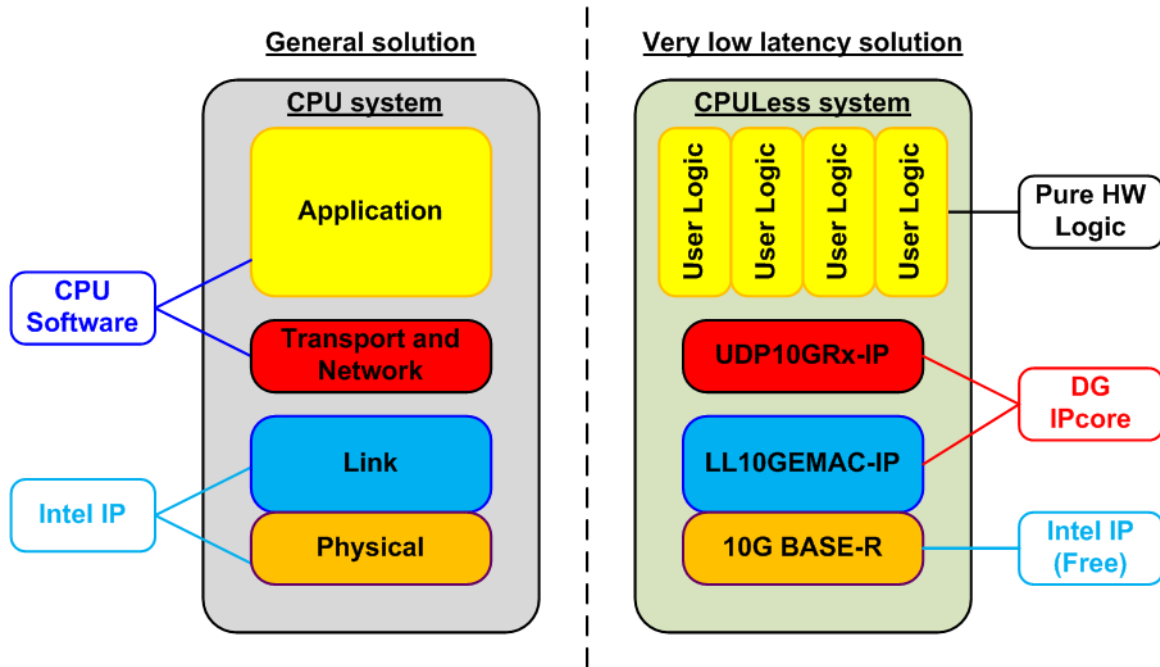 General solution
Very low latency solution
CPU system
Application
CPU
Software
Transport and
Network
Link
Intel IP
Physical
CPULess system
User Logic
User Logic
User Logic
User Logic
Pure HW
Logic
UDP10GRx-IP
DG
IPcore
LL10GEMAC-IP
10G BASE-R
Intel IP
(Free)